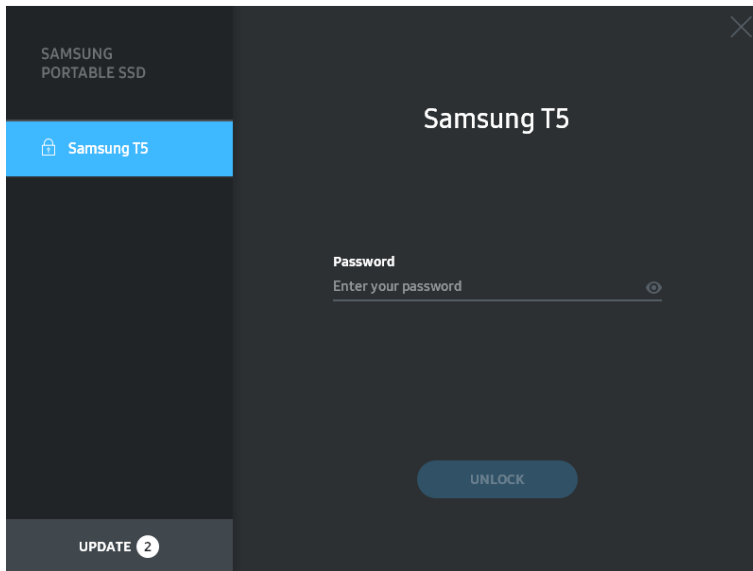 SAMSUNG
PORTABLE SSD
Samsung T5
Samsung T5
Password
Enter your password
UNLOCK
UPDATE 2